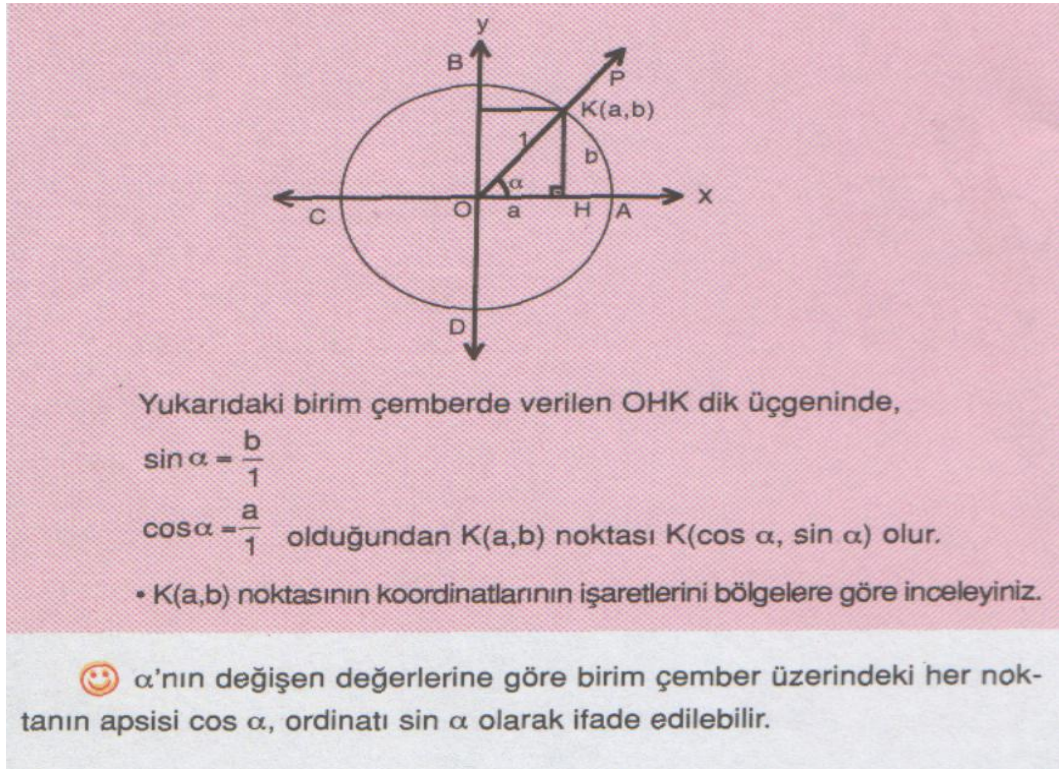 y
B
P
K(a,b)
1
b
α
C
O
a
H
A
x
D
Yukarıdaki birim çemberde verilen OHK dik üçgeninde,
sin α = b/1
cos α = a/1 olduğundan K(a,b) noktası K(cos α, sin α) olur.
• K(a,b) noktasının koordinatlarının işaretlerini bölgelere göre inceleyiniz.
α'nın değişen değerlerine göre birim çember üzerindeki her nok-
tanın apsisi cos α, ordinatı sin α olarak ifade edilebilir.